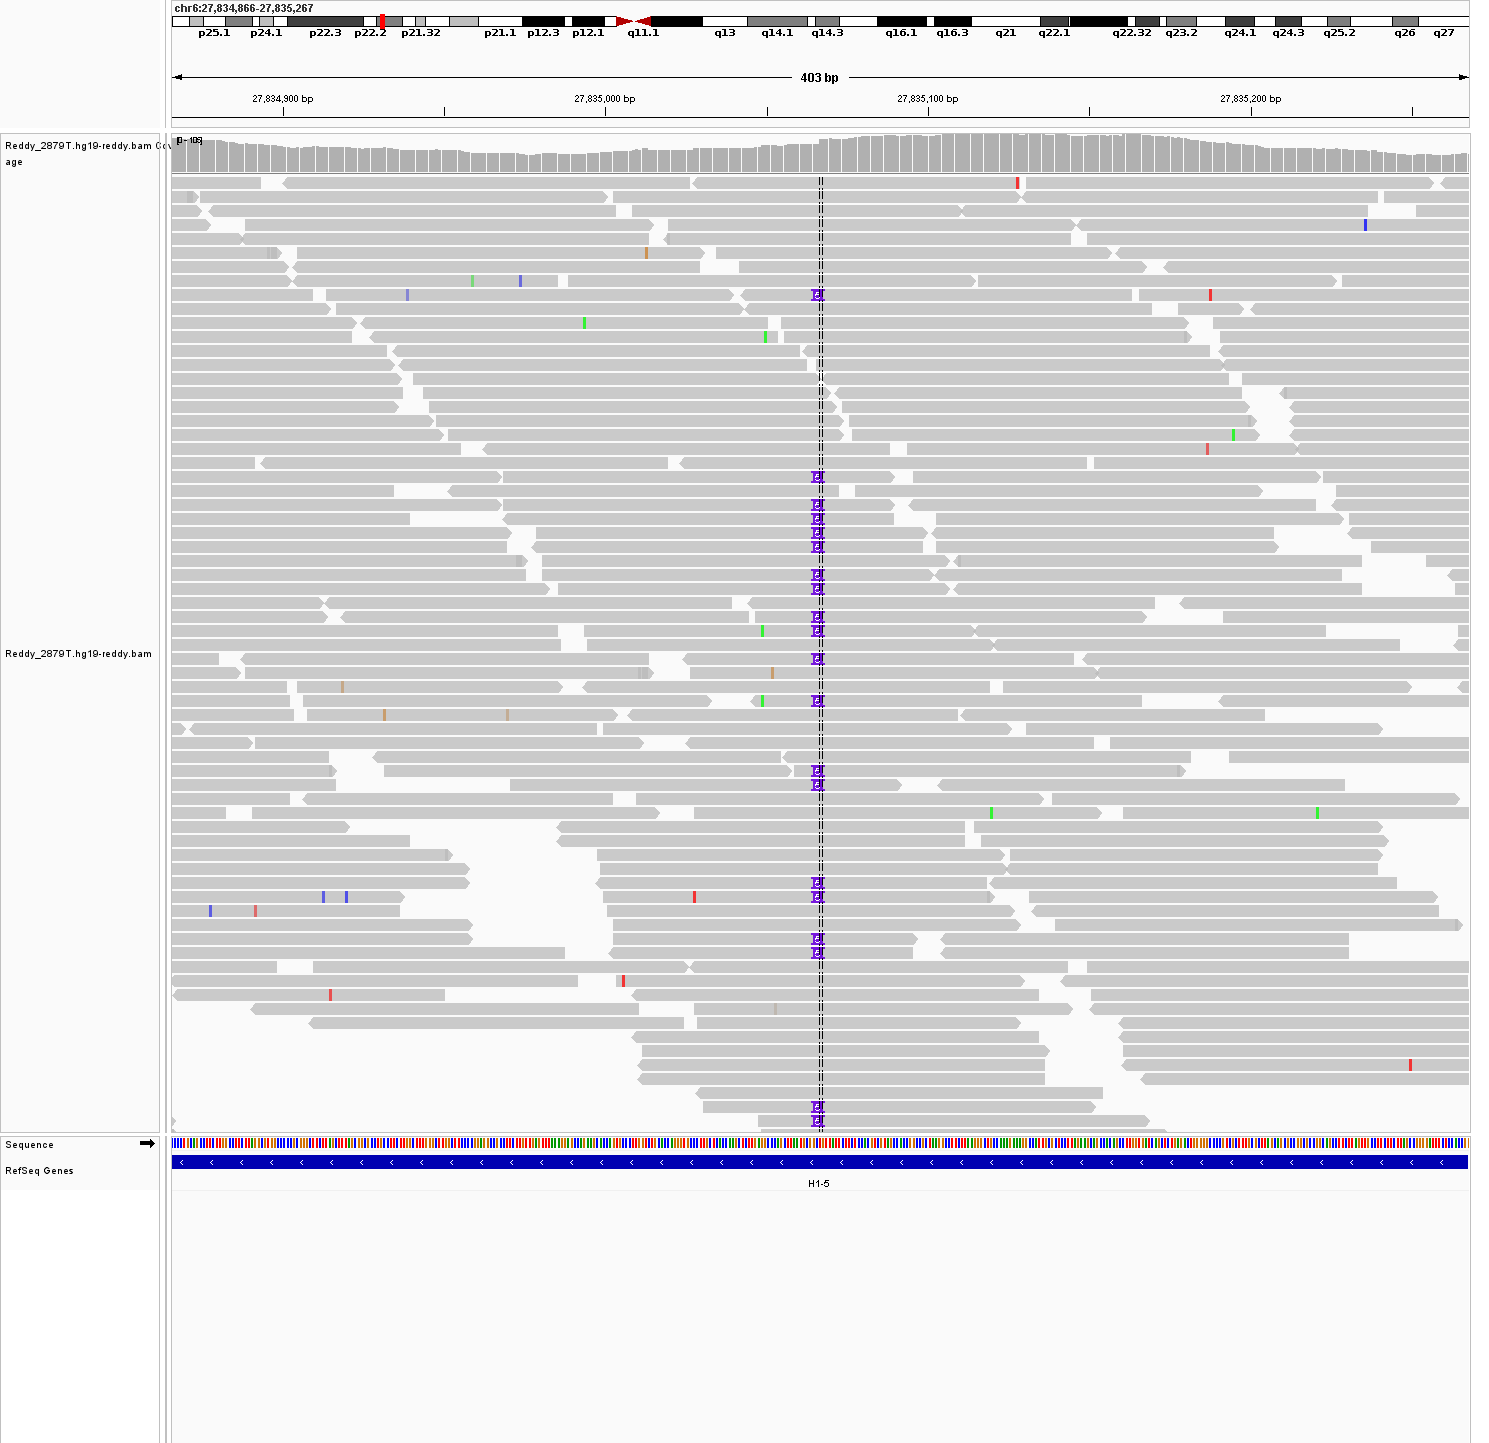 chr6:27,834,866-27,835,267
p25.1 p24.1 p22.3 p22.2 p21.32 p21.1 p12.3 p12.1 q11.1 q13 q14.1 q14.3 q16.1 q16.3 q21 q22.1 q22.32 q23.2 q24.1 q24.3 q25.2 q26 q27
403 bp
27,834,900 bp 27,835,000 bp 27,835,100 bp 27,835,200 bp
[0 - 106]
Reddy_2879T.hg19-reddy.bam Cov
age
Reddy_2879T.hg19-reddy.bam
Sequence
RefSeq Genes
H1-5